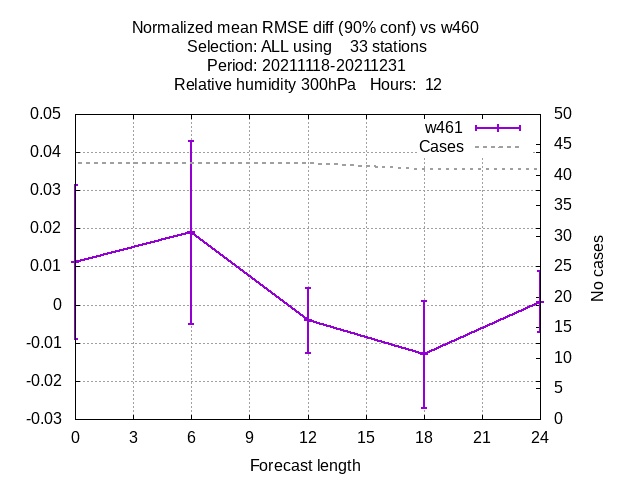 Normalized mean RMSE diff (90% conf) vs w460
Selection: ALL using    33 stations
Period: 20211118-20211231
Relative humidity 300hPa   Hours:  12
w461
Cases
0.05
0.04
0.03
0.02
0.01
0
-0.01
-0.02
-0.03
50
45
40
35
30
25
20
15
10
5
0
No cases
0 3 6 9 12 15 18 21 24
Forecast length